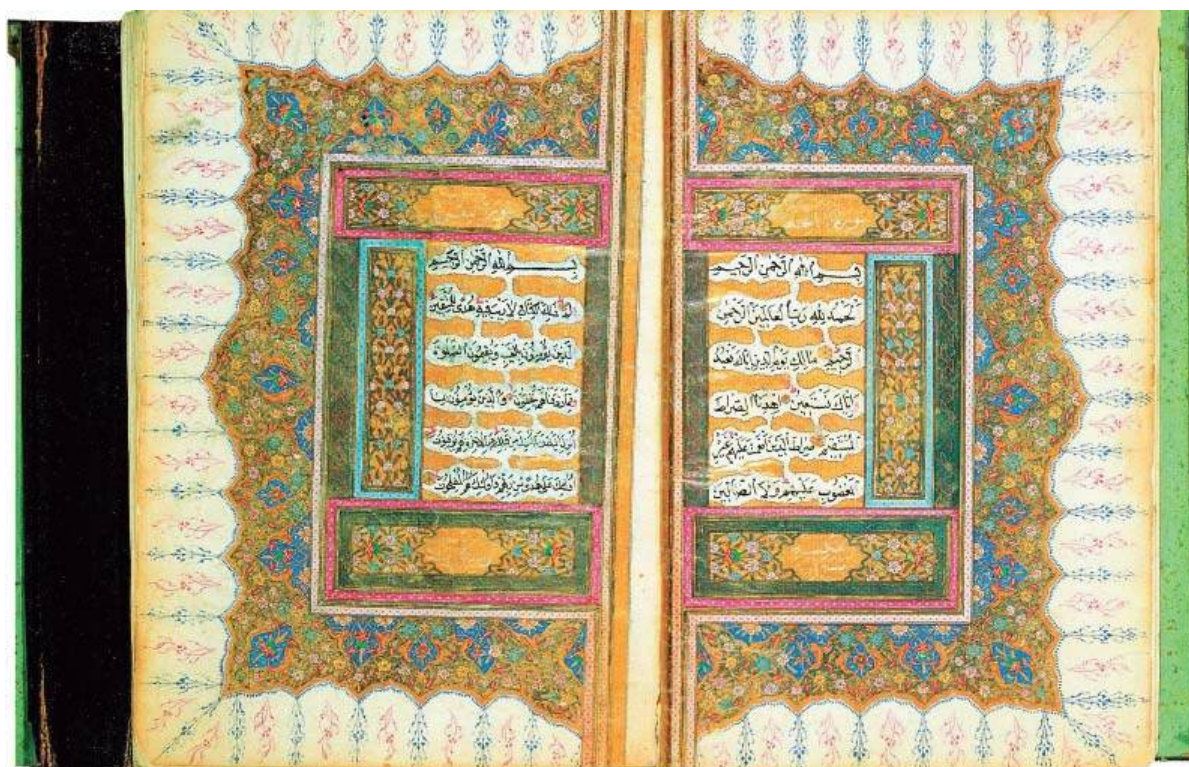 بسم الله الرحمن الرحيم
الحمد لله رب العالمين الرحمن
الرحيم مالك يوم الدين اياك نعبد
واياك نستعين اهدنا الصراط
المستقيم صراط الذين انعمت عليهم غير
المغضوب عليهم ولا الضالين
بسم الله الرحمن الرحيم
الم ذلك الكتاب لا ريب فيه هدى للمتقين
الذين يؤمنون بالغيب ويقيمون الصلوة
ومما رزقناهم ينفقون والذين يؤمنون بما
انزل اليك وما انزل من قبلك وبالاخرة هم يوقنون
اولئك على هدى من ربهم واولئك هم المفلحون